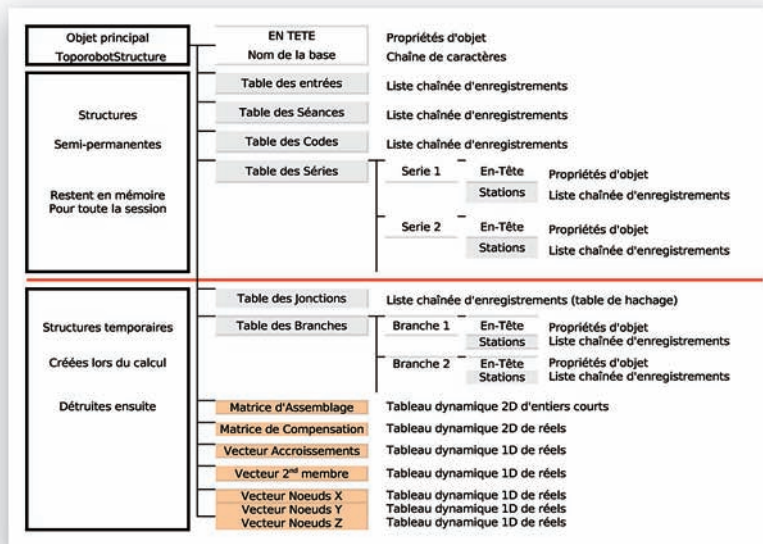 Objet principal EN TETE Propriétés d'objet
ToporobotStructure Nom de la base Chaîne de caractères
Table des entrées Liste chaînée d'enregistrements
Structures Table des Séances Liste chaînée d'enregistrements
Semi-permanentes Table des Codes Liste chaînée d'enregistrements
Table des Séries Serie 1 En-Tête Propriétés d'objet
Restent en mémoire Stations Liste chaînée d'enregistrements
Pour toute la session
Serie 2 En-Tête Propriétés d'objet
Stations Liste chaînée d'enregistrements
Table des Jonctions Liste chaînée d'enregistrements (table de hachage)
Structures temporaires Table des Branches Branche 1 En-Tête Propriétés d'objet
Stations Liste chaînée d'enregistrements
Créées lors du calcul Branche 2 En-Tête Propriétés d'objet
Stations Liste chaînée d'enregistrements
Détruites ensuite Matrice d'Assemblage Tableau dynamique 2D d'entiers courts
Matrice de Compensation Tableau dynamique 2D de réels
Vecteur Accroissements Tableau dynamique 1D de réels
Vecteur 2nd membre Tableau dynamique 1D de réels
Vecteur Noeuds X Tableau dynamique 1D de réels
Vecteur Noeuds Y Tableau dynamique 1D de réels
Vecteur Noeuds Z Tableau dynamique 1D de réels